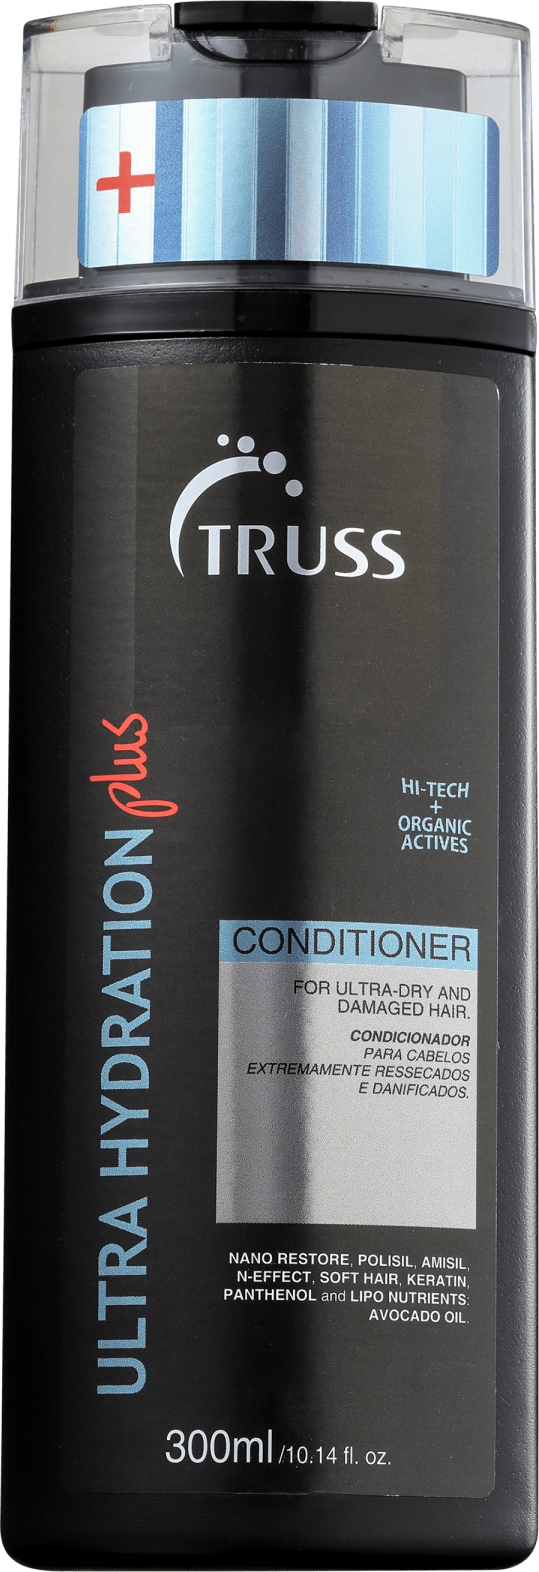 +
TRUSS
ULTRA HYDRATION plus
HI-TECH
+
ORGANIC
ACTIVES
CONDITIONER
FOR ULTRA-DRY AND
DAMAGED HAIR.
CONDICIONADOR
PARA CABELOS
EXTREMAMENTE RESSECADOS
E DANIFICADOS.
NANO RESTORE, POLISIL, AMISIL,
N-EFFECT, SOFT HAIR, KERATIN,
PANTHENOL and LIPO NUTRIENTS:
AVOCADO OIL.
300ml/10.14 fl. oz.